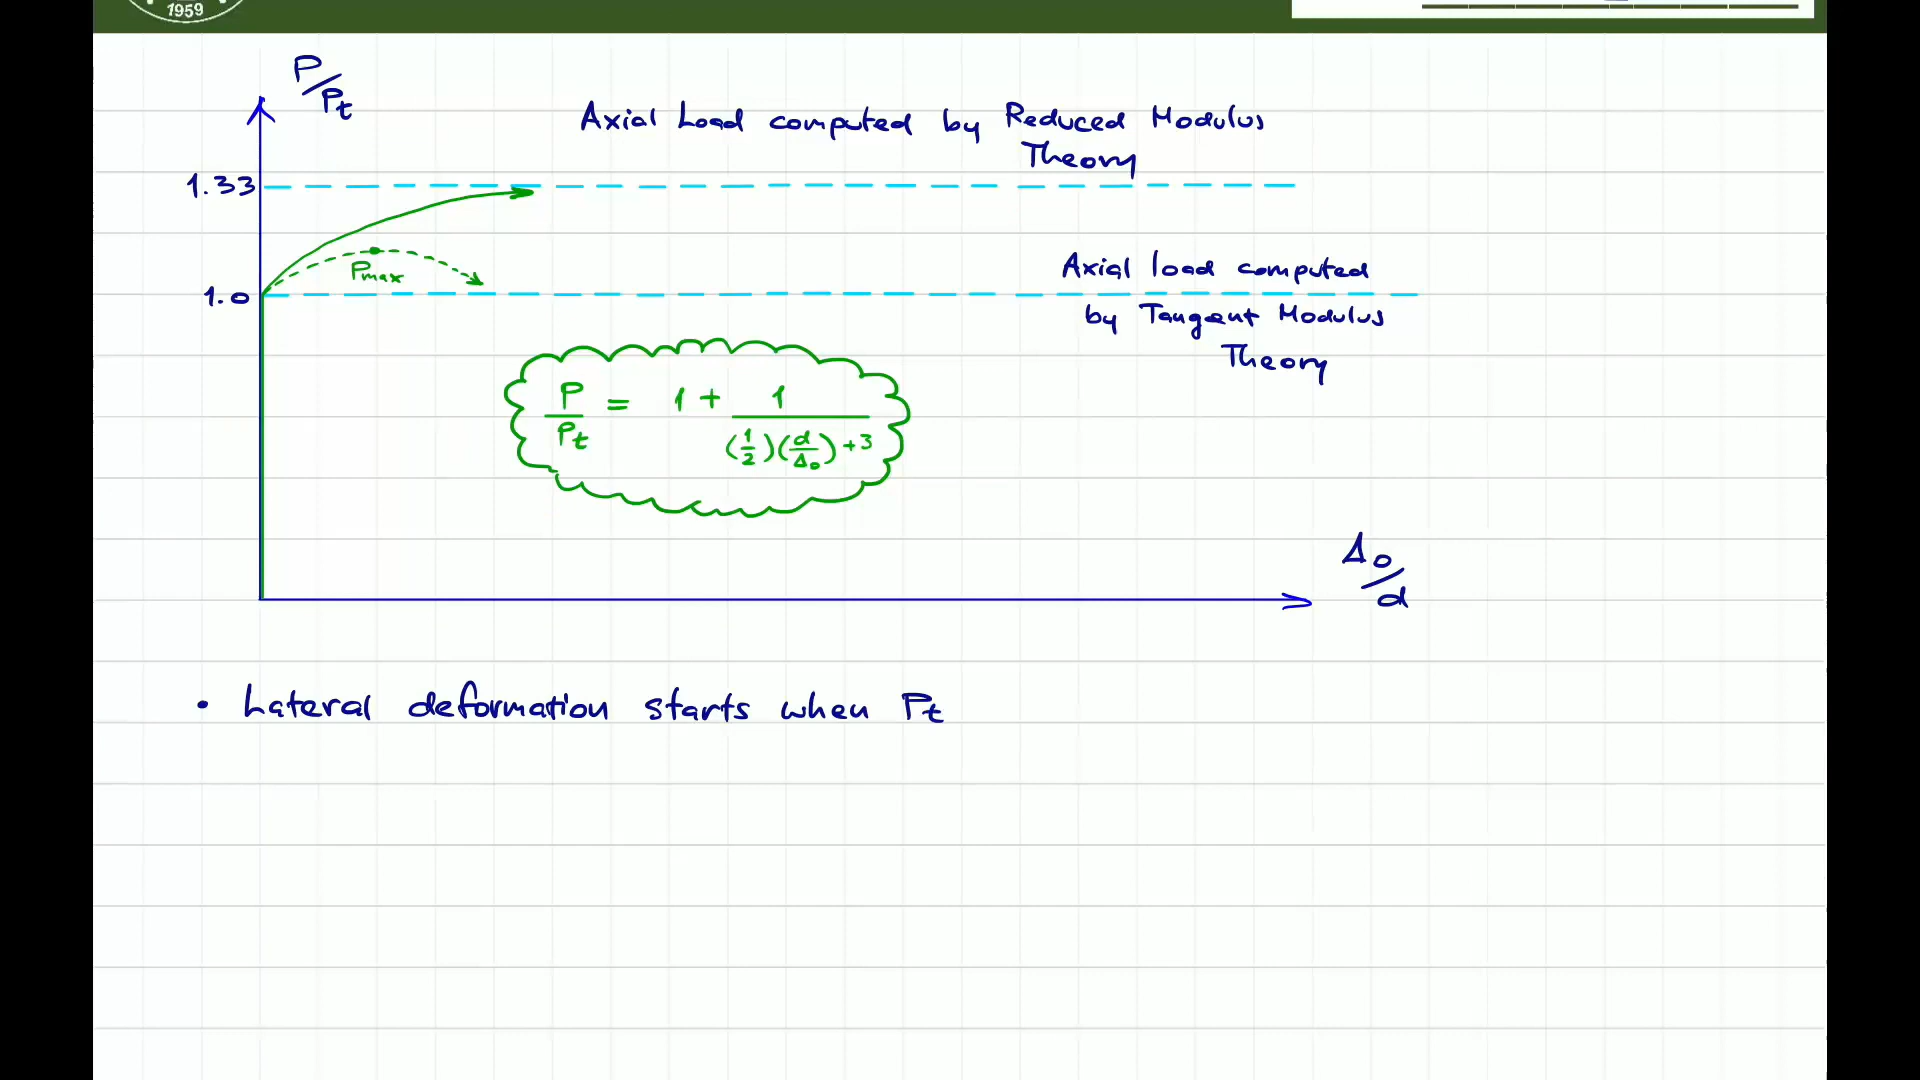 1959
P/Pt
Axial Load computed by Reduced Modulus
Theory
1.33
Pmax
1.0
Axial load computed
by Tangent Modulus
Theory
P/Pt = 1 + 1/((1/2)(d/Δo)+3)
Δo/d
• Lateral deformation starts when Pt